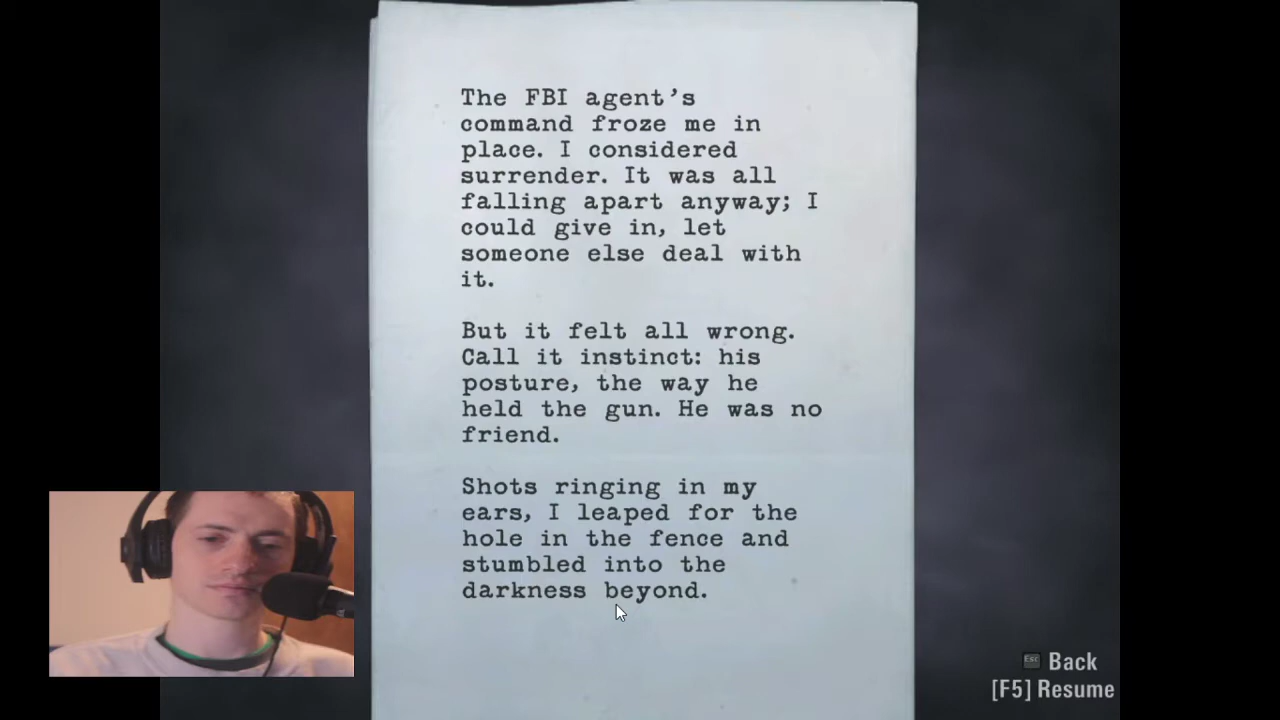 The FBI agent’s
command froze me in
place. I considered
surrender. It was all
falling apart anyway; I
could give in, let
someone else deal with
it.
But it felt all wrong.
Call it instinct: his
posture, the way he
held the gun. He was no
friend.
Shots ringing in my
ears, I leaped for the
hole in the fence and
stumbled into the
darkness beyond.
Esc Back
[F5] Resume